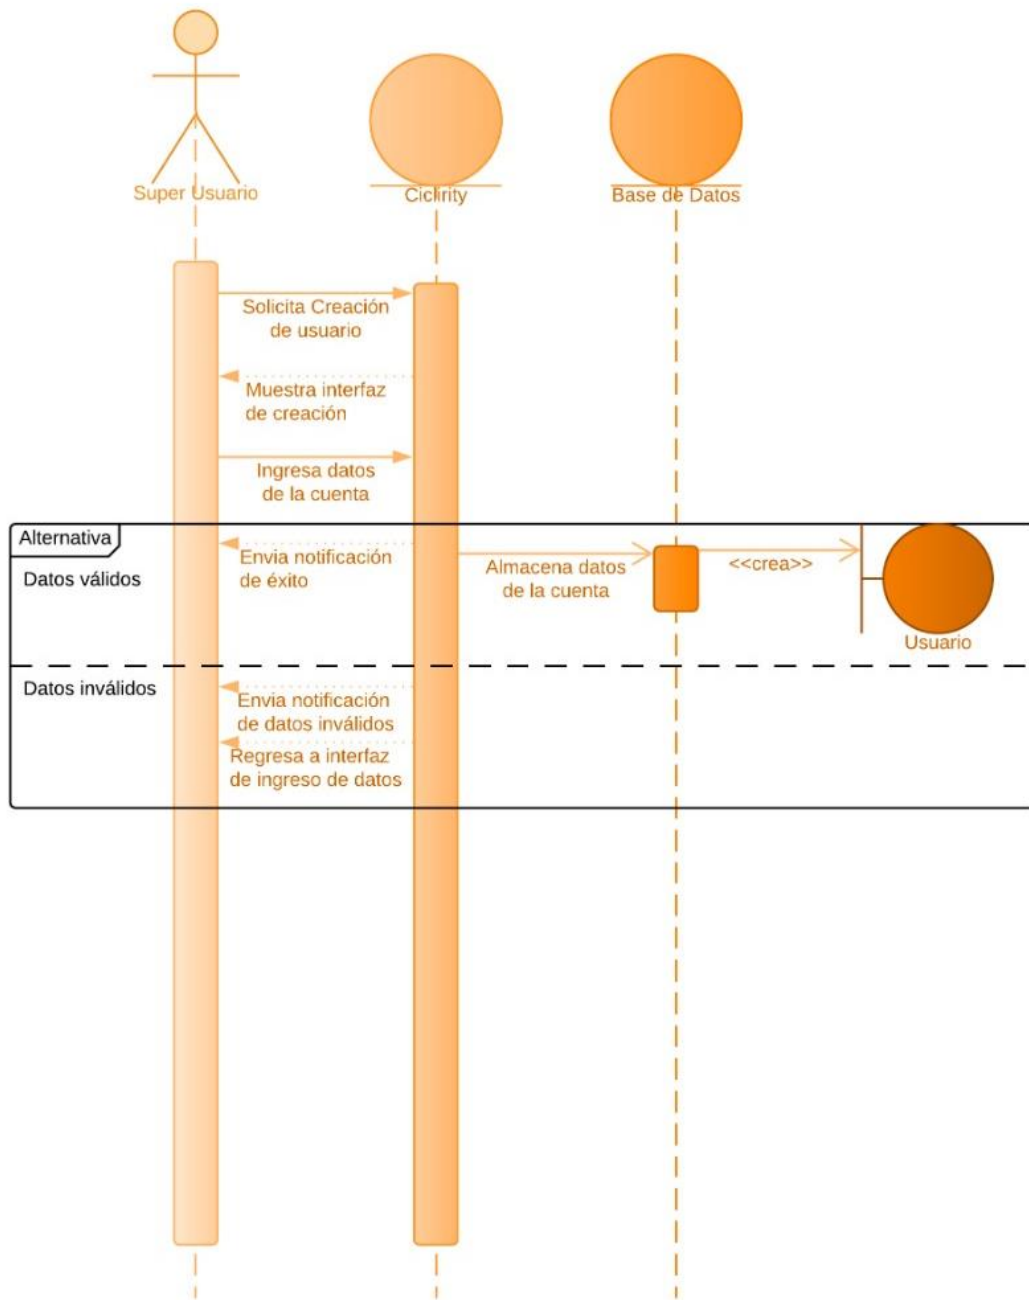 Super Usuario
Ciclirity
Base de Datos
Solicita Creación
de usuario
Muestra interfaz
de creación
Ingresa datos
de la cuenta
Alternativa
Datos válidos
Envia notificación
de éxito
Almacena datos
de la cuenta
<<crea>>
Usuario
Datos inválidos
Envia notificación
de datos inválidos
Regresa a interfaz
de ingreso de datos